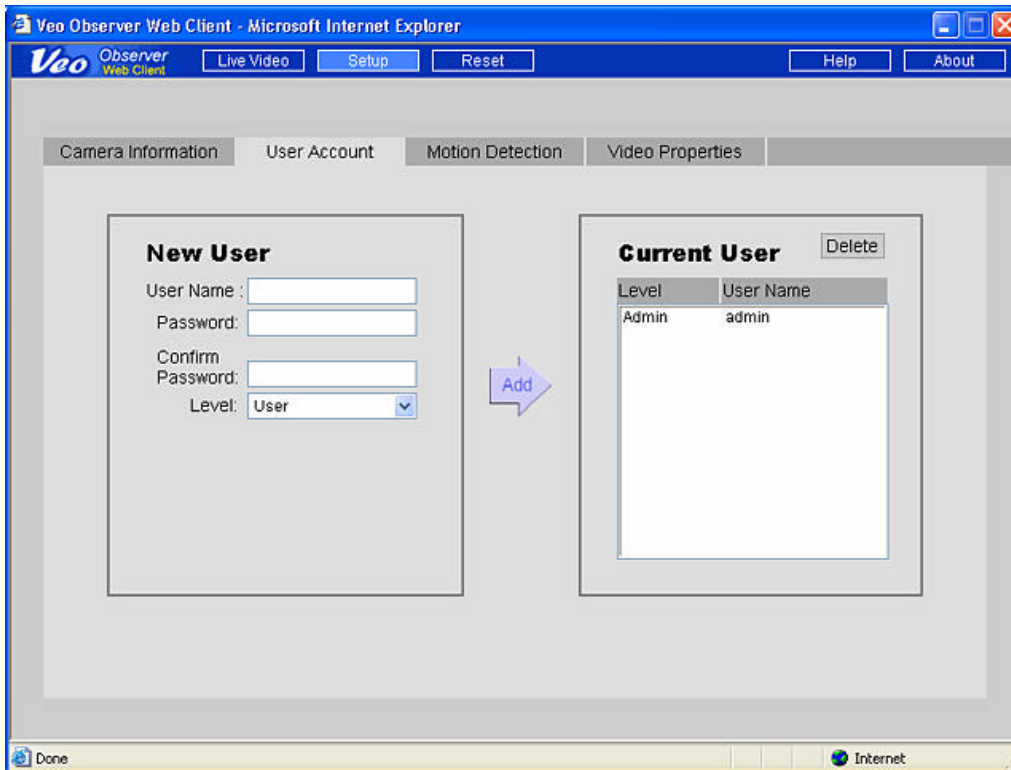 Veo Observer Web Client - Microsoft Internet Explorer
Veo Observer Web Client Live Video Setup Reset Help About
Camera Information User Account Motion Detection Video Properties
New User
User Name :
Password:
Confirm
Password:
Level: User
Add
Current User Delete
Level User Name
Admin admin
Done Internet